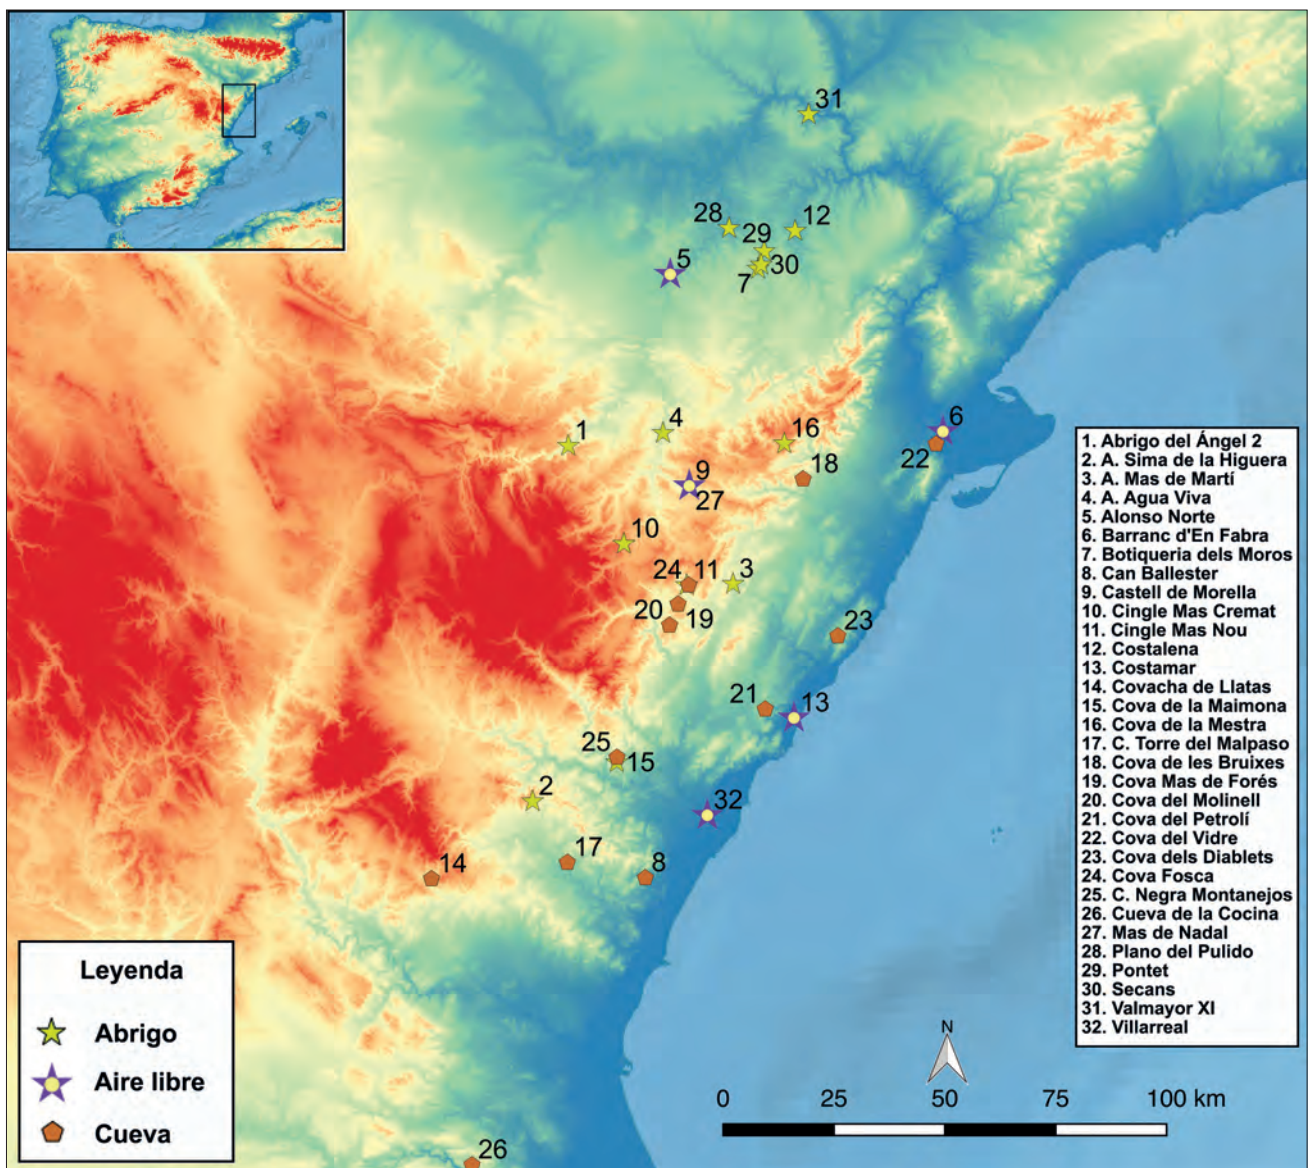 31
28
12
29
5
30
7
4
6
1
16
22
9
18
27
10
24
11
3
20
19
23
21
13
25
15
2
32
17
14
8
26
1. Abrigo del Ángel 2
2. A. Sima de la Higuera
3. A. Mas de Martí
4. A. Agua Viva
5. Alonso Norte
6. Barranc d'En Fabra
7. Botiqueria dels Moros
8. Can Ballester
9. Castell de Morella
10. Cingle Mas Cremat
11. Cingle Mas Nou
12. Costalena
13. Costamar
14. Covacha de Llatas
15. Cova de la Maimona
16. Cova de la Mestra
17. C. Torre del Malpaso
18. Cova de les Bruixes
19. Cova Mas de Forés
20. Cova del Molinell
21. Cova del Petrolí
22. Cova del Vidre
23. Cova dels Diablets
24. Cova Fosca
25. C. Negra Montanejos
26. Cueva de la Cocina
27. Mas de Nadal
28. Plano del Pulido
29. Pontet
30. Secans
31. Valmayor XI
32. Villarreal
Leyenda
Abrigo
Aire libre
Cueva
N
0 25 50 75 100 km